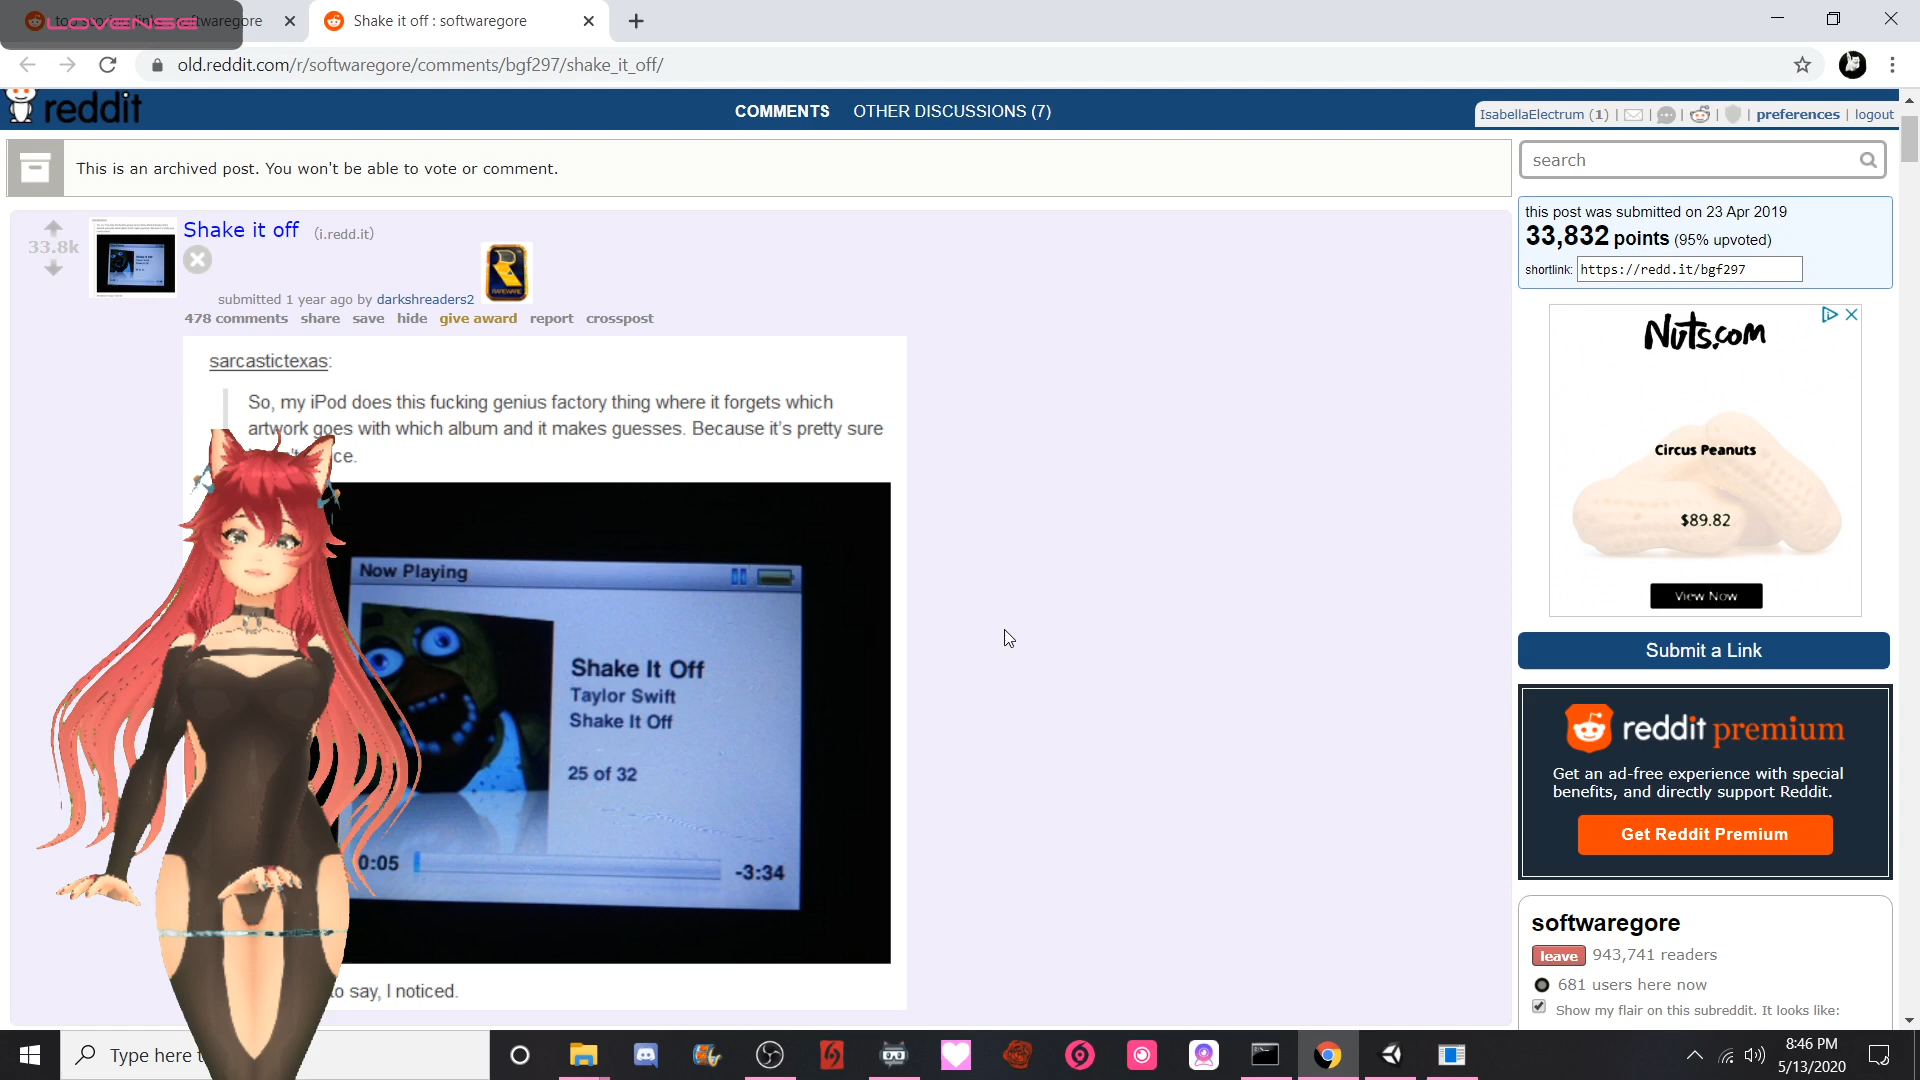 LOVENSE
softwaregore
Shake it off : softwaregore
old.reddit.com/r/softwaregore/comments/bgf297/shake_it_off/
reddit
COMMENTS OTHER DISCUSSIONS (7)
IsabellaElectrum (1) | | | | | preferences | logout
This is an archived post. You won't be able to vote or comment.
search
33.8k
Shake it off (i.redd.it)
submitted 1 year ago by darkshreaders2
RAREWARE
478 comments share save hide give award report crosspost
this post was submitted on 23 Apr 2019
33,832 points (95% upvoted)
shortlink: https://redd.it/bgf297
sarcastictexas:
So, my iPod does this fucking genius factory thing where it forgets which
artwork goes with which album and it makes guesses. Because it's pretty sure
ce.
Now Playing
Shake It Off
Taylor Swift
Shake It Off
25 of 32
0:05
-3:34
to say, I noticed.
Nuts.com
Circus Peanuts
$89.82
View Now
Submit a Link
reddit premium
Get an ad-free experience with special
benefits, and directly support Reddit.
Get Reddit Premium
softwaregore
leave 943,741 readers
681 users here now
Show my flair on this subreddit. It looks like:
Type here
8:46 PM
5/13/2020